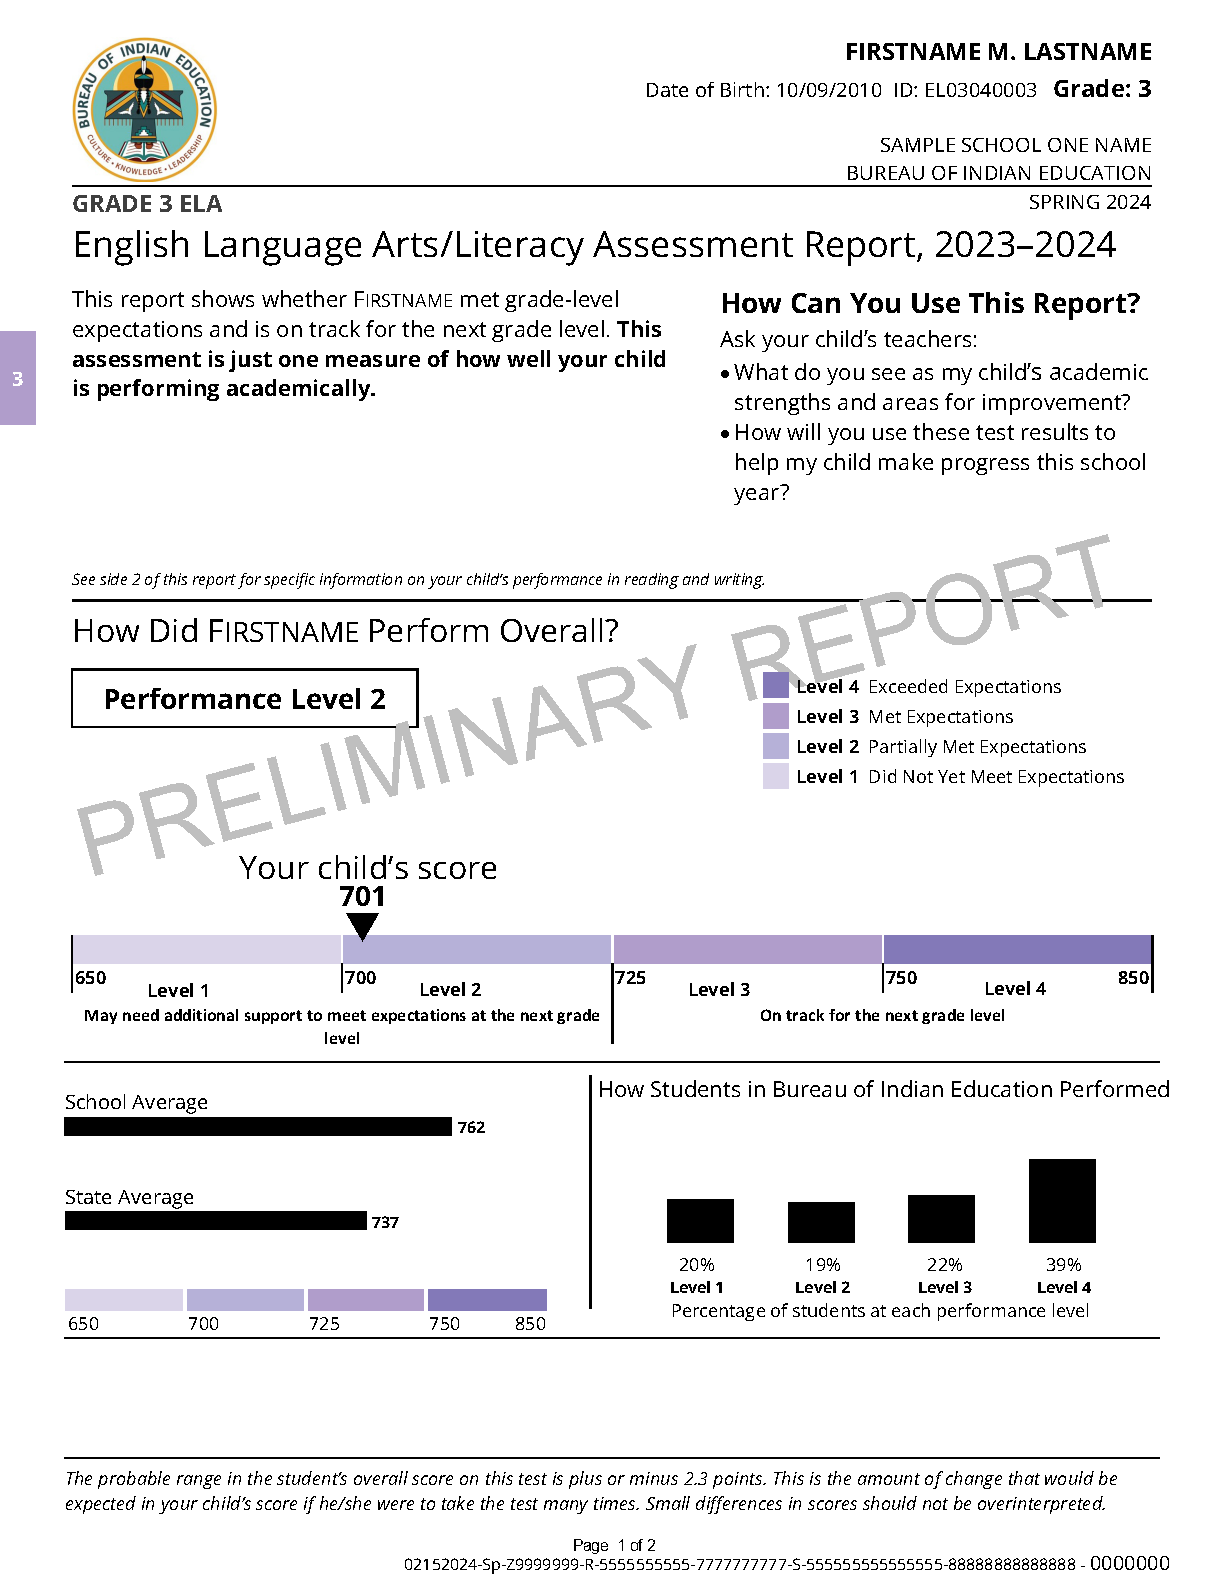 BUREAU OF INDIAN EDUCATION
CULTURE • KNOWLEDGE • LEADERSHIP
FIRSTNAME M. LASTNAME
Date of Birth: 10/09/2010 ID: EL03040003 Grade: 3
SAMPLE SCHOOL ONE NAME
BUREAU OF INDIAN EDUCATION
GRADE 3 ELA
SPRING 2024
English Language Arts/Literacy Assessment Report, 2023–2024
This report shows whether FIRSTNAME met grade-level
expectations and is on track for the next grade level. This
assessment is just one measure of how well your child
is performing academically.
3
How Can You Use This Report?
Ask your child's teachers:
• What do you see as my child's academic
strengths and areas for improvement?
• How will you use these test results to
help my child make progress this school
year?
See side 2 of this report for specific information on your child's performance in reading and writing.
PRELIMINARY REPORT
How Did FIRSTNAME Perform Overall?
Performance Level 2
Level 4 Exceeded Expectations
Level 3 Met Expectations
Level 2 Partially Met Expectations
Level 1 Did Not Yet Meet Expectations
Your child's score
701
650 700 725 750 850
Level 1 Level 2 Level 3 Level 4
May need additional support to meet expectations at the next grade
level
On track for the next grade level
School Average
762
State Average
737
650 700 725 750 850
How Students in Bureau of Indian Education Performed
20% 19% 22% 39%
Level 1 Level 2 Level 3 Level 4
Percentage of students at each performance level
The probable range in the student's overall score on this test is plus or minus 2.3 points. This is the amount of change that would be
expected in your child's score if he/she were to take the test many times. Small differences in scores should not be overinterpreted.
Page 1 of 2
02152024-Sp-Z9999999-R-5555555555-7777777777-S-555555555555555-88888888888888 - 0000000